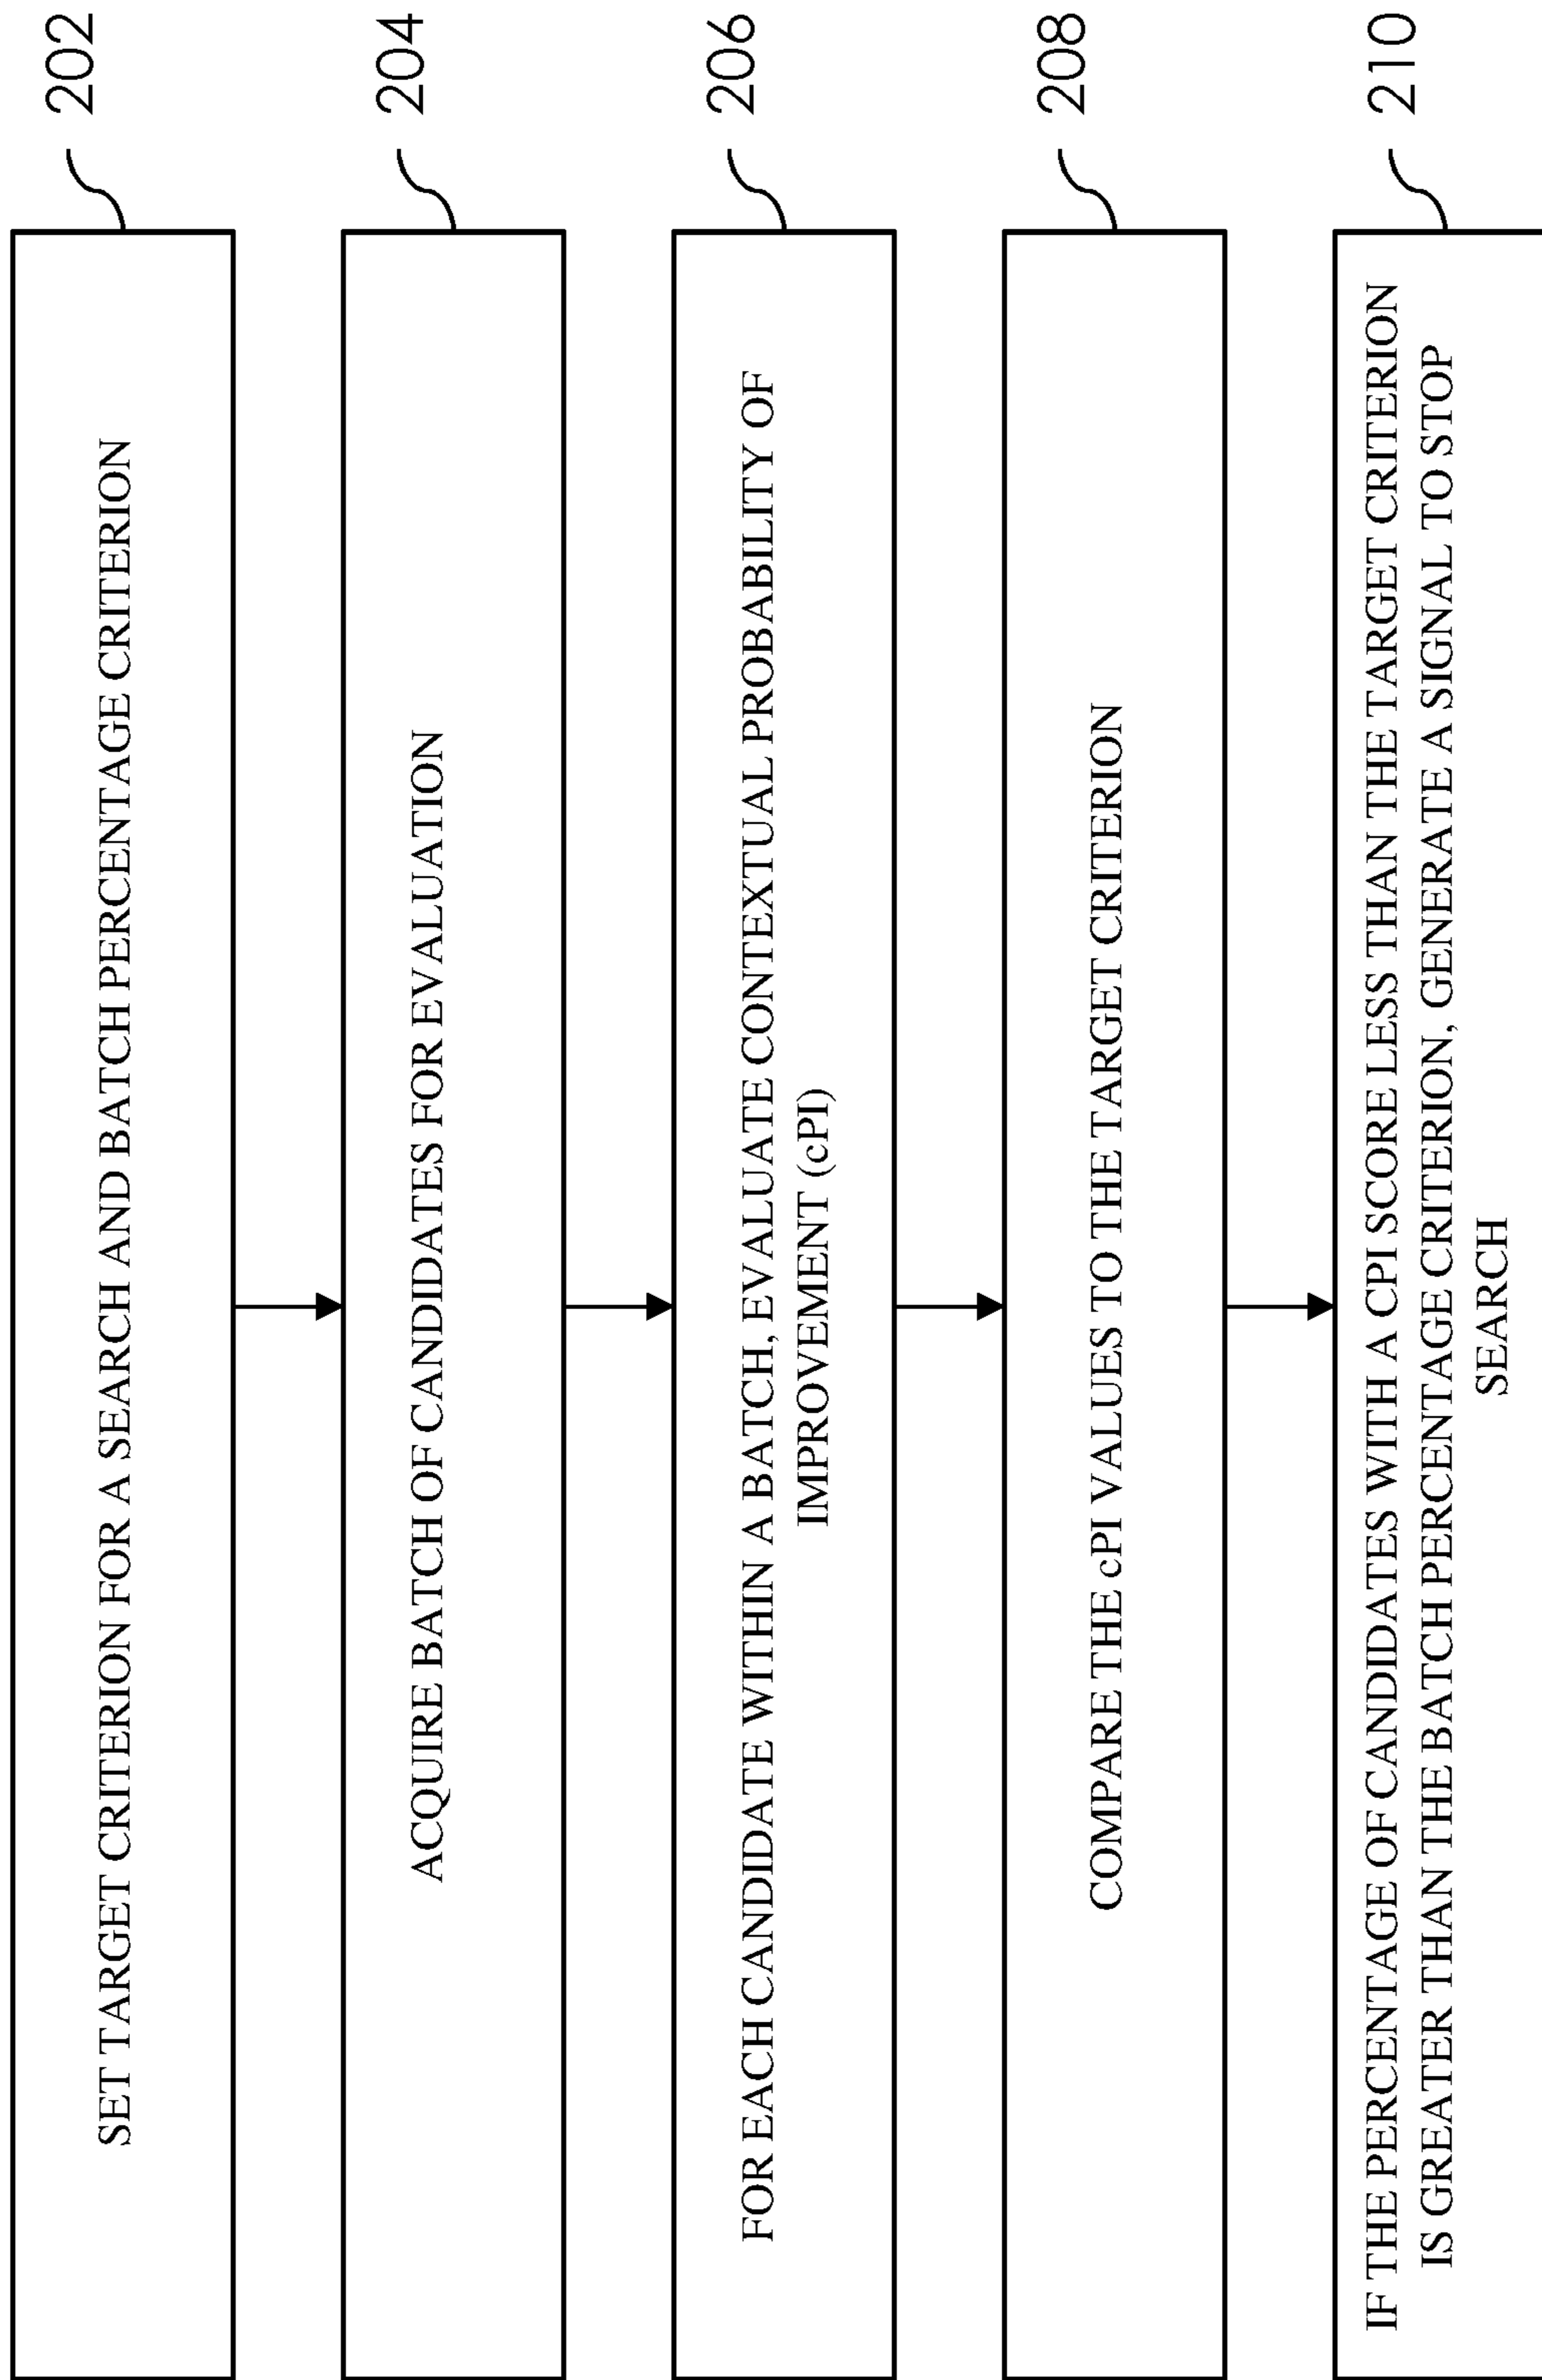 SET TARGET CRITERION FOR A SEARCH AND BATCH PERCENTAGE CRITERION
202
ACQUIRE BATCH OF CANDIDATES FOR EVALUATION
204
FOR EACH CANDIDATE WITHIN A BATCH, EVALUATE CONTEXTUAL PROBABILITY OF
IMPROVEMENT (cPI)
206
COMPARE THE cPI VALUES TO THE TARGET CRITERION
208
IF THE PERCENTAGE OF CANDIDATES WITH A CPI SCORE LESS THAN THE TARGET CRITERION
IS GREATER THAN THE BATCH PERCENTAGE CRITERION, GENERATE A SIGNAL TO STOP
SEARCH
210